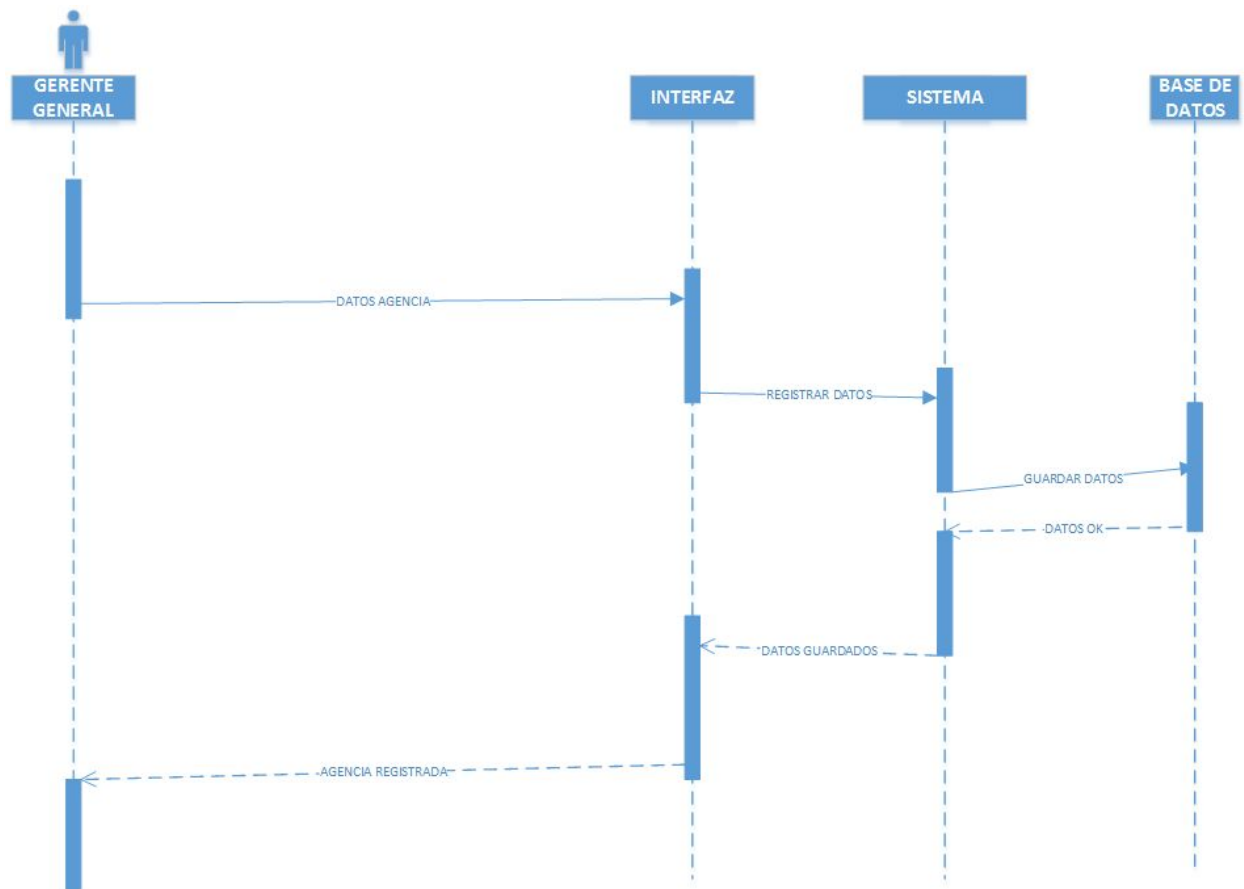 GERENTE
GENERAL
INTERFAZ
SISTEMA
BASE DE
DATOS
DATOS AGENCIA
REGISTRAR DATOS
GUARDAR DATOS
DATOS OK
DATOS GUARDADOS
AGENCIA REGISTRADA